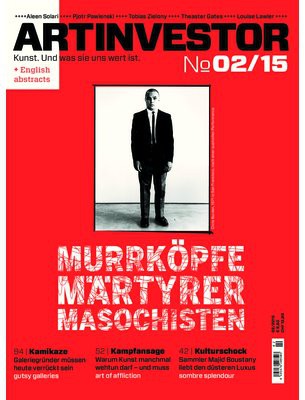 Aleen Solari ···· Pjotr Pawlenski ···· Tobias Zielony ···· Theaster Gates ···· Louise Lawler
ARTINVESTOR
Kunst. Und was sie uns wert ist.
+ English
abstracts
No 02/15
MURRKÖPFE
MÄRTYRER
MASOCHISTEN
84 | Kamikaze
Galeriegründer müssen
heute verrückt sein
gutsy galleries
52 | Kampfansage
Warum Kunst manchmal
wehtun darf – und muss
art of affliction
42 | Kulturschock
Sammler Majid Boustany
liebt den düsteren Luxus
sombre splendour